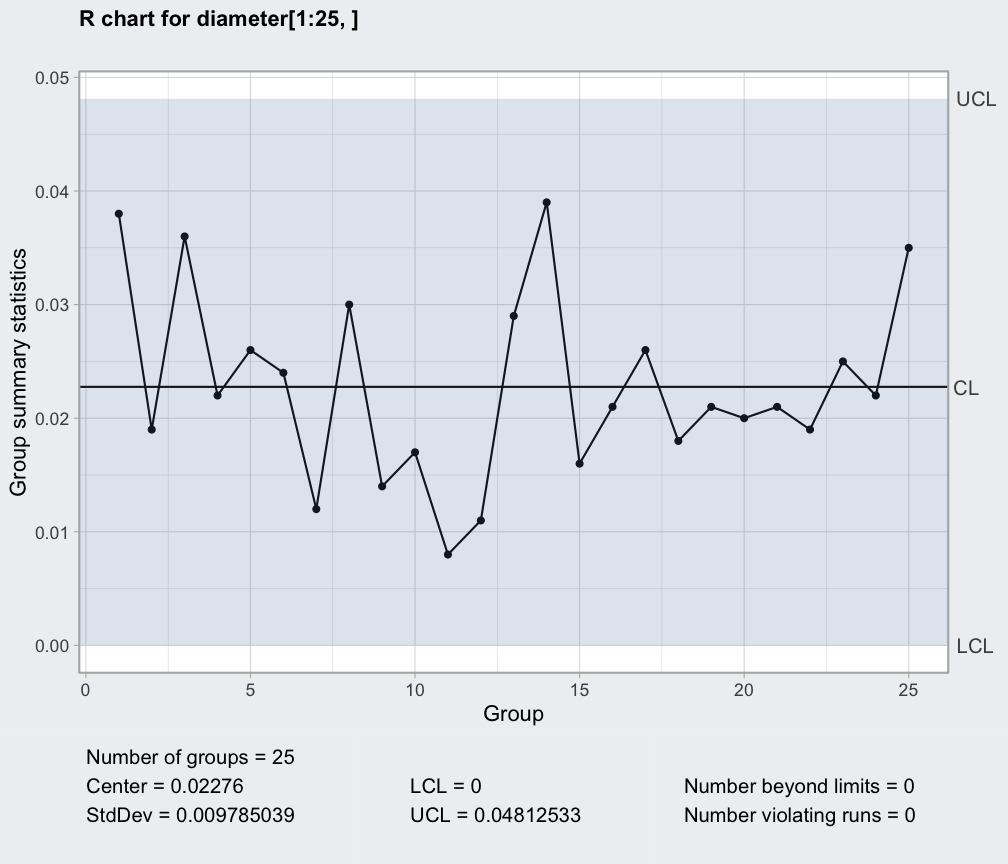 R chart for diameter[1:25, ]
0.05
UCL
0.04
0.03
Group summary statistics
CL
0.02
0.01
0.00
LCL
0 5 10 15 20 25
Group
Number of groups = 25
Center = 0.02276 LCL = 0 Number beyond limits = 0
StdDev = 0.009785039 UCL = 0.04812533 Number violating runs = 0